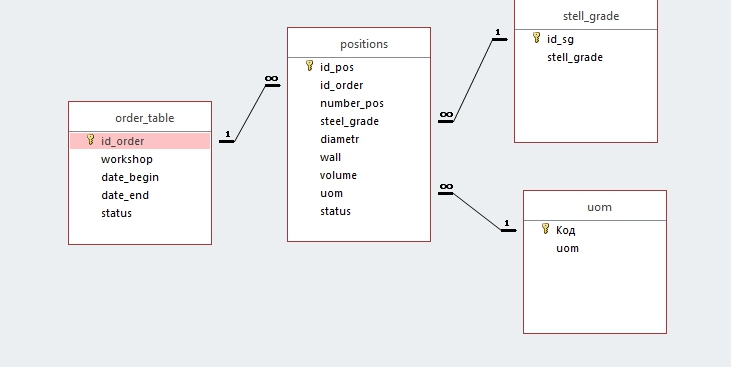 order_table
id_order
workshop
date_begin
date_end
status
1
∞
positions
id_pos
id_order
number_pos
steel_grade
diametr
wall
volume
uom
status
∞
1
∞
1
stell_grade
id_sg
stell_grade
uom
Код
uom